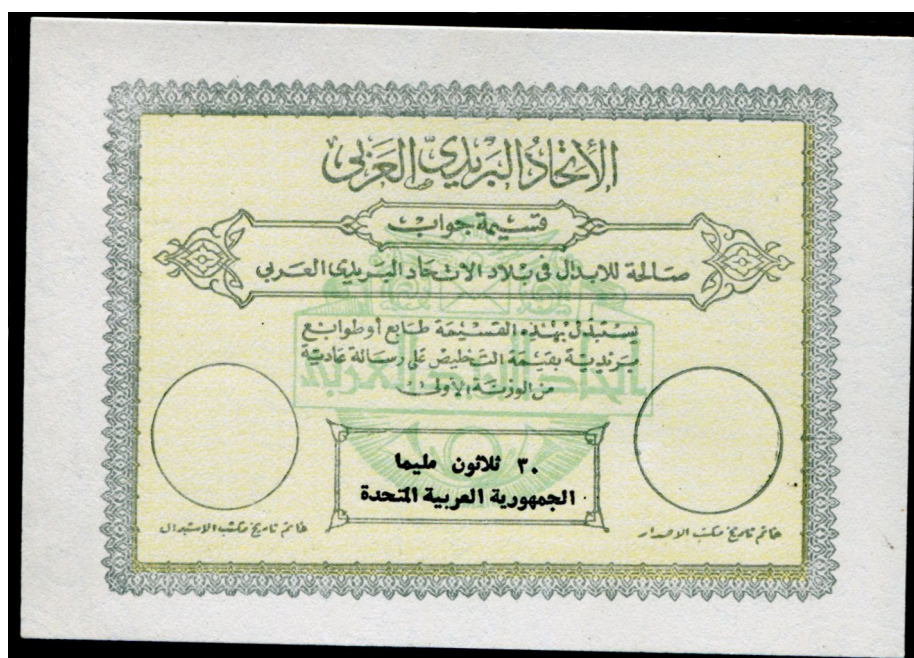 الاتحاد البريدي العربي
قسيمة جواب
صالحة للابدال في بلاد الاتحاد البريدي العربي
يستبدل بهذه القسيمة طابع أو طوابع
بريدية بقيمة التخليص على رسالة عادية
من الوزنة الأولى
٣٠ ثلاثون مليما
الجمهورية العربية المتحدة
خاتم تاريخ مكتب الاصدار
خاتم تاريخ مكتب الاستبدال